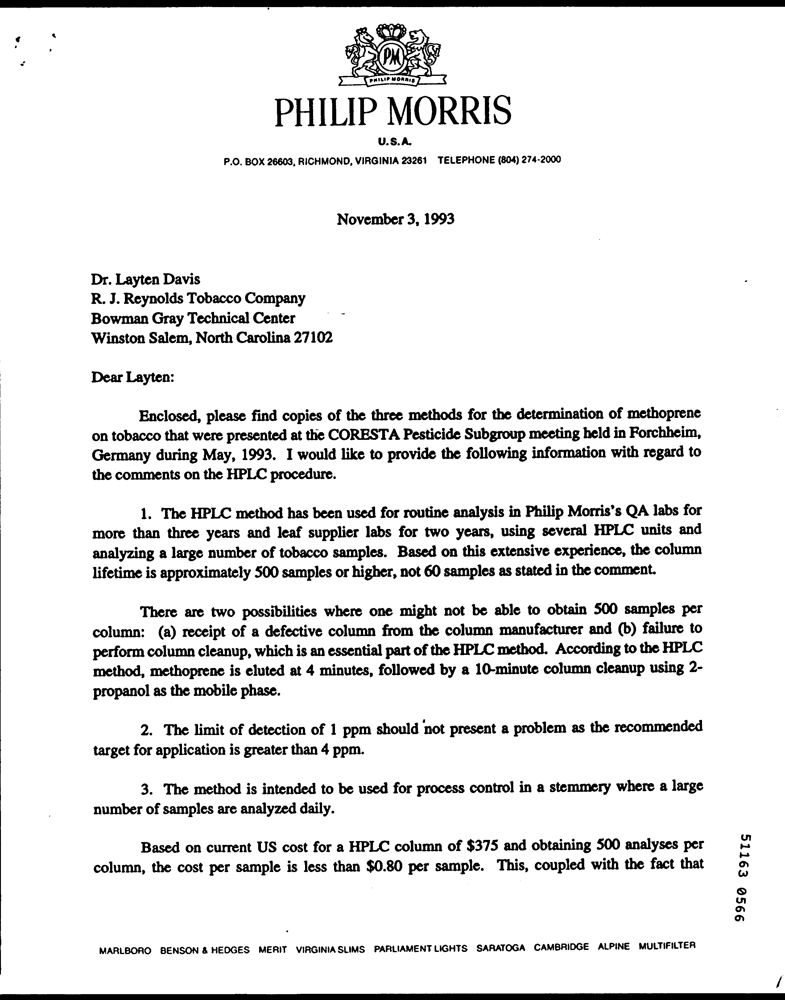 PM
PHILIP MORRIS
PHILIP MORRIS
U.S.A.
P.O. BOX 26603, RICHMOND, VIRGINIA 23261 TELEPHONE (804) 274-2000
November 3, 1993
Dr. Layten Davis
R. J. Reynolds Tobacco Company
Bowman Gray Technical Center
Winston Salem, North Carolina 27102
Dear Layten:
Enclosed, please find copies of the three methods for the determination of methoprene
on tobacco that were presented at the CORESTA Pesticide Subgroup meeting held in Forchheim,
Germany during May, 1993. I would like to provide the following information with regard to
the comments on the HPLC procedure.
1. The HPLC method has been used for routine analysis in Philip Morris's QA labs for
more than three years and leaf supplier labs for two years, using several HPLC units and
analyzing a large number of tobacco samples. Based on this extensive experience, the column
lifetime is approximately 500 samples or higher, not 60 samples as stated in the comment.
There are two possibilities where one might not be able to obtain 500 samples per
column: (a) receipt of a defective column from the column manufacturer and (b) failure to
perform column cleanup, which is an essential part of the HPLC method. According to the HPLC
method, methoprene is eluted at 4 minutes, followed by a 10-minute column cleanup using 2-
propanol as the mobile phase.
2. The limit of detection of 1 ppm should not present a problem as the recommended
target for application is greater than 4 ppm.
3. The method is intended to be used for process control in a stemmery where a large
number of samples are analyzed daily.
Based on current US cost for a HPLC column of $375 and obtaining 500 analyses per
column, the cost per sample is less than $0.80 per sample. This, coupled with the fact that
51163 0566
MARLBORO BENSON & HEDGES MERIT VIRGINIA SLIMS PARLIAMENT LIGHTS SARATOGA CAMBRIDGE ALPINE MULTIFILTER